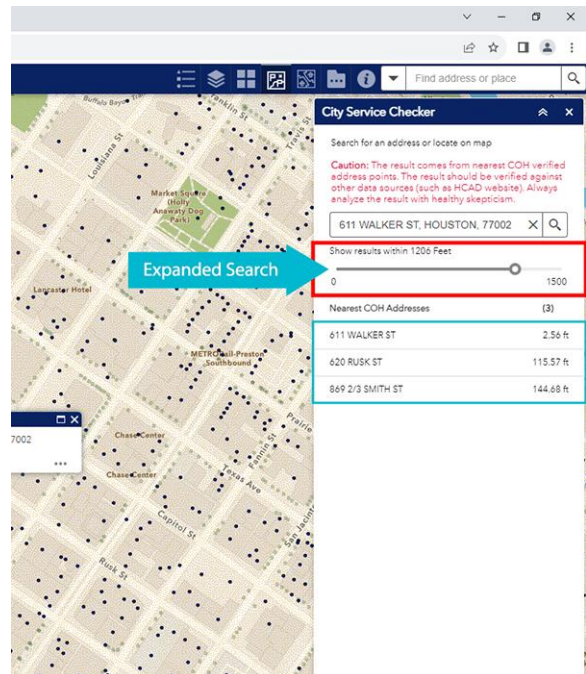 Find address or place
City Service Checker
Search for an address or locate on map
Caution: The result comes from nearest COH verified
address points. The result should be verified against
other data sources (such as HCAD website). Always
analyze the result with healthy skepticism.
611 WALKER ST, HOUSTON, 77002
Show results within 1206 Feet
0 1500
Expanded Search
Nearest COH Addresses (3)
611 WALKER ST 2.56 ft
620 RUSK ST 115.57 ft
869 2/3 SMITH ST 144.68 ft
Buffalo Bayou
Franklin St
Travis St
Louisiana St
Market Square
(Holly
Anawaty Dog
Park)
Lancaster Hotel
METRORail-Preston
Southbound
Prairie
7002
...
Chase Center
Chase Center
Fannin St
Texas Ave
San Jacint
Capitol St
Rusk St